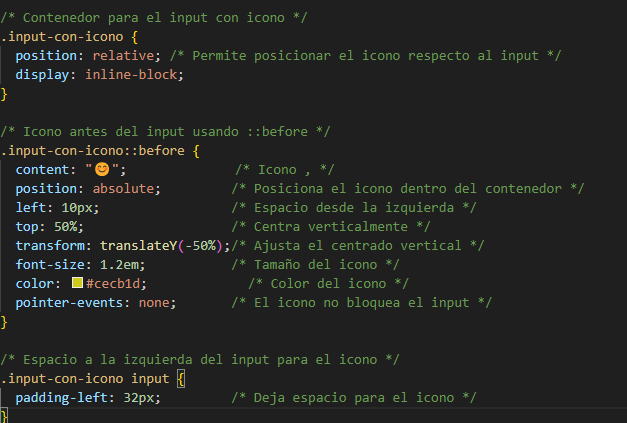 /* Contenedor para el input con icono */
.input-con-icono {
  position: relative; /* Permite posicionar el icono respecto al input */
  display: inline-block;
}

/* Icono antes del input usando ::before */
.input-con-icono::before {
  content: "😊";              /* Icono , */
  position: absolute;         /* Posiciona el icono dentro del contenedor */
  left: 10px;                 /* Espacio desde la izquierda */
  top: 50%;                   /* Centra verticalmente */
  transform: translateY(-50%);/* Ajusta el centrado vertical */
  font-size: 1.2em;           /* Tamaño del icono */
  color: #cecb1d;             /* Color del icono */
  pointer-events: none;       /* El icono no bloquea el input */
}

/* Espacio a la izquierda del input para el icono */
.input-con-icono input {
  padding-left: 32px;         /* Deja espacio para el icono */
}